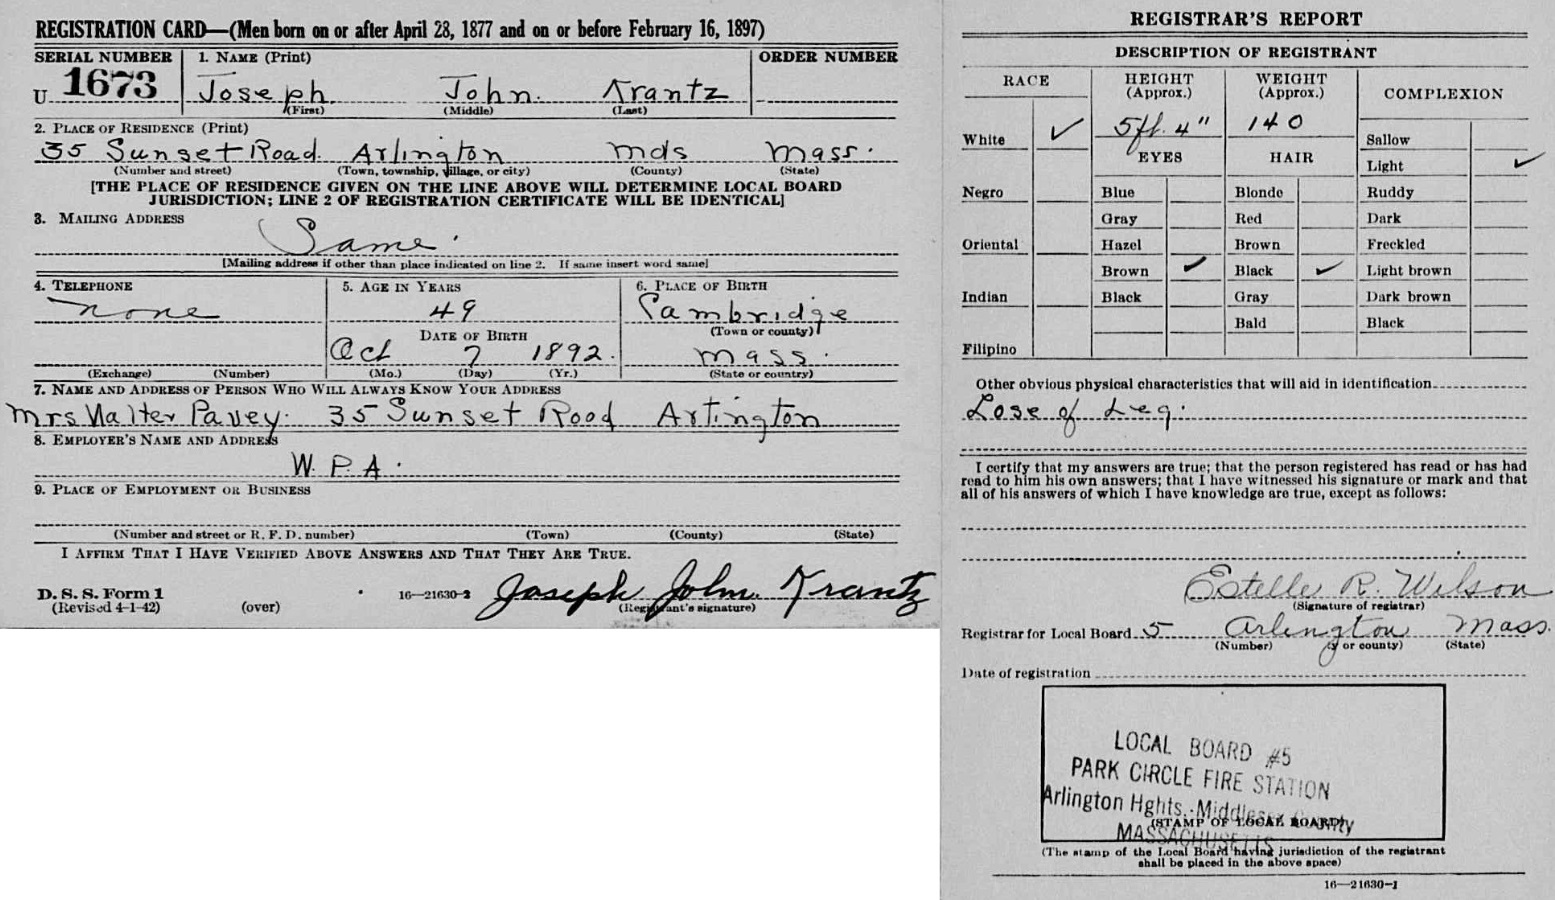 REGISTRATION CARD—(Men born on or after April 28, 1877 and on or before February 16, 1897)
SERIAL NUMBER
1. NAME (Print)
ORDER NUMBER
U 1673
Joseph John. Krantz
(First) (Middle) (Last)
2. PLACE OF RESIDENCE (Print)
35 Sunset Road. Arlington Mds Mass.
(Number and street) (Town, township, village, or city) (County) (State)
[THE PLACE OF RESIDENCE GIVEN ON THE LINE ABOVE WILL DETERMINE LOCAL BOARD
JURISDICTION; LINE 2 OF REGISTRATION CERTIFICATE WILL BE IDENTICAL]
3. MAILING ADDRESS
Same.
[Mailing address if other than place indicated on line 2. If same insert word same]
4. TELEPHONE
none
(Exchange) (Number)
5. AGE IN YEARS
49
DATE OF BIRTH
Oct 7 1892.
(Mo.) (Day) (Yr.)
6. PLACE OF BIRTH
Cambridge
(Town or county)
Mass.
(State or country)
7. NAME AND ADDRESS OF PERSON WHO WILL ALWAYS KNOW YOUR ADDRESS
Mrs Walter Pavey. 35 Sunset Road Arlington
8. EMPLOYER'S NAME AND ADDRESS
W. P. A.
9. PLACE OF EMPLOYMENT OR BUSINESS
(Number and street or R. F. D. number) (Town) (County) (State)
I AFFIRM THAT I HAVE VERIFIED ABOVE ANSWERS AND THAT THEY ARE TRUE.
D. S. S. Form 1
(Revised 4-1-42) (over)
16—21630-2
Joseph John. Krantz
(Registrant's signature)
REGISTRAR'S REPORT
DESCRIPTION OF REGISTRANT
RACE
White ✓
Negro
Oriental
Indian
Filipino
HEIGHT
(Approx.)
5 ft. 4"
EYES
Blue
Gray
Hazel
Brown ✓
Black
WEIGHT
(Approx.)
140
HAIR
Blonde
Red
Brown
Black ✓
Gray
Bald
COMPLEXION
Sallow
Light ✓
Ruddy
Dark
Freckled
Light brown
Dark brown
Black
Other obvious physical characteristics that will aid in identification
Lose of Leg.
I certify that my answers are true; that the person registered has read or has had
read to him his own answers; that I have witnessed his signature or mark and that
all of his answers of which I have knowledge are true, except as follows:
Estelle R. Wilson
(Signature of registrar)
Registrar for Local Board 5 Arlington Mass.
(Number) (City or county) (State)
Date of registration
LOCAL BOARD #5
PARK CIRCLE FIRE STATION
Arlington Hghts. Middlesex County
(STAMP OF LOCAL BOARD)
MASSACHUSETTS
(The stamp of the Local Board having jurisdiction of the registrant
shall be placed in the above space)
16—21630-1